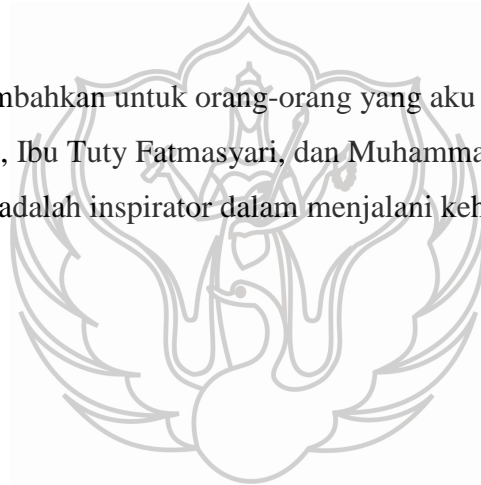 mbahkan untuk orang-orang yang aku
, Ibu Tuty Fatmasyari, dan Muhamma
adalah inspirator dalam menjalani keh